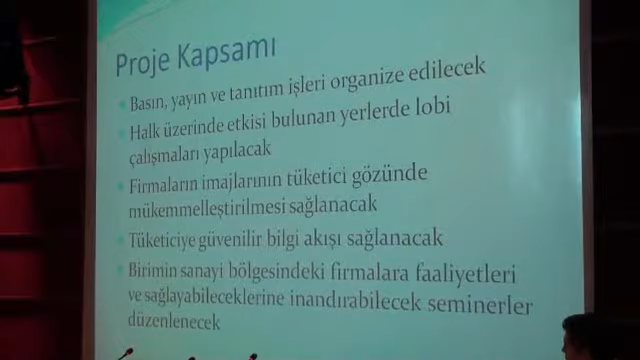 Proje Kapsamı
Basın, yayın ve tanıtım işleri organize edilecek
Halk üzerinde etkisi bulunan yerlerde lobi
çalışmaları yapılacak
Firmaların imajlarının tüketici gözünde
mükemmelleştirilmesi sağlanacak
Tüketiciye güvenilir bilgi akışı sağlanacak
Birimin sanayi bölgesindeki firmalara faaliyetleri
ve sağlayabileceklerine inandırabilecek seminerler
düzenlenecek